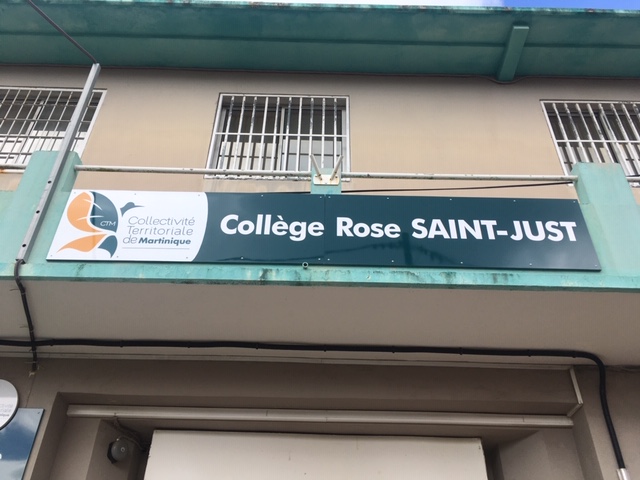 CTM
Collectivité
Territoriale
de Martinique
Collège Rose SAINT-JUST